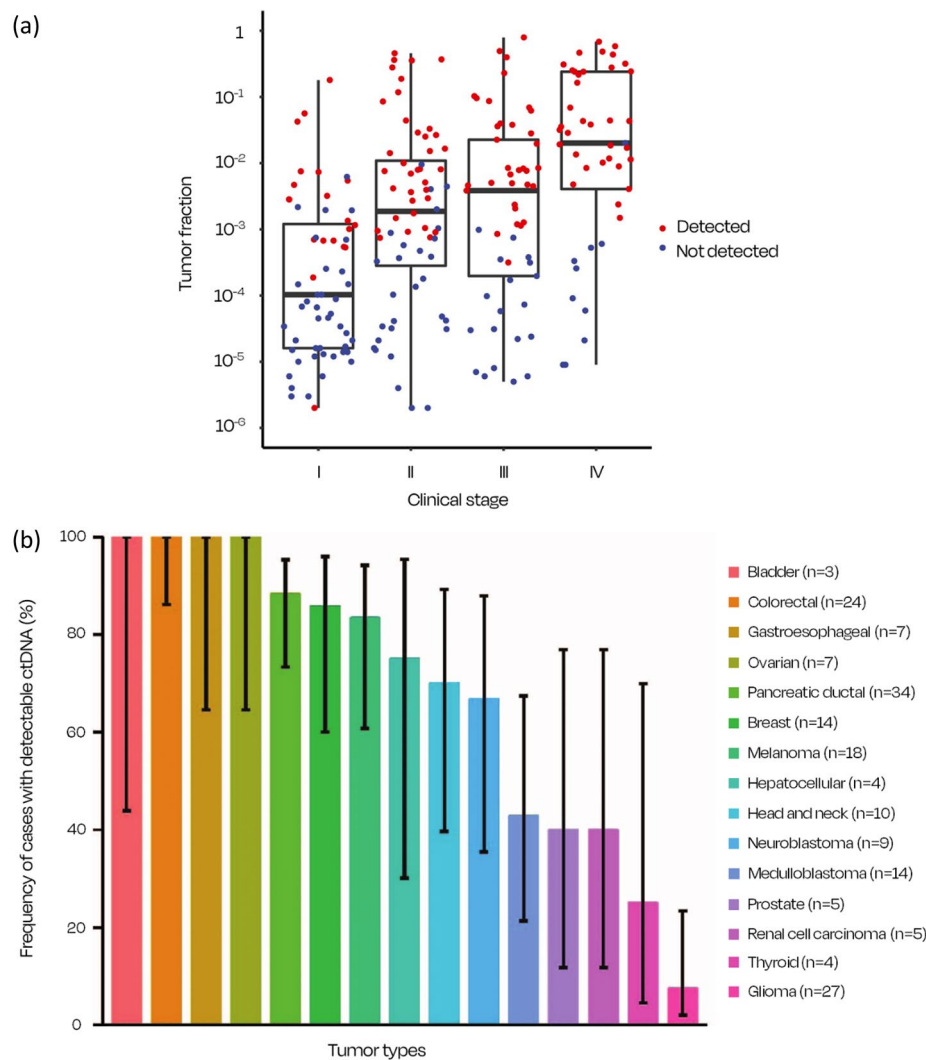 (a)
1
10-1
10-2
10-3
10-4
10-5
10-6
Tumor fraction
I II III IV
Clinical stage
Detected
Not detected
(b)
100
80
60
40
20
0
Frequency of cases with detectable ctDNA (%)
Tumor types
Bladder (n=3)
Colorectal (n=24)
Gastroesophageal (n=7)
Ovarian (n=7)
Pancreatic ductal (n=34)
Breast (n=14)
Melanoma (n=18)
Hepatocellular (n=4)
Head and neck (n=10)
Neuroblastoma (n=9)
Medulloblastoma (n=14)
Prostate (n=5)
Renal cell carcinoma (n=5)
Thyroid (n=4)
Glioma (n=27)